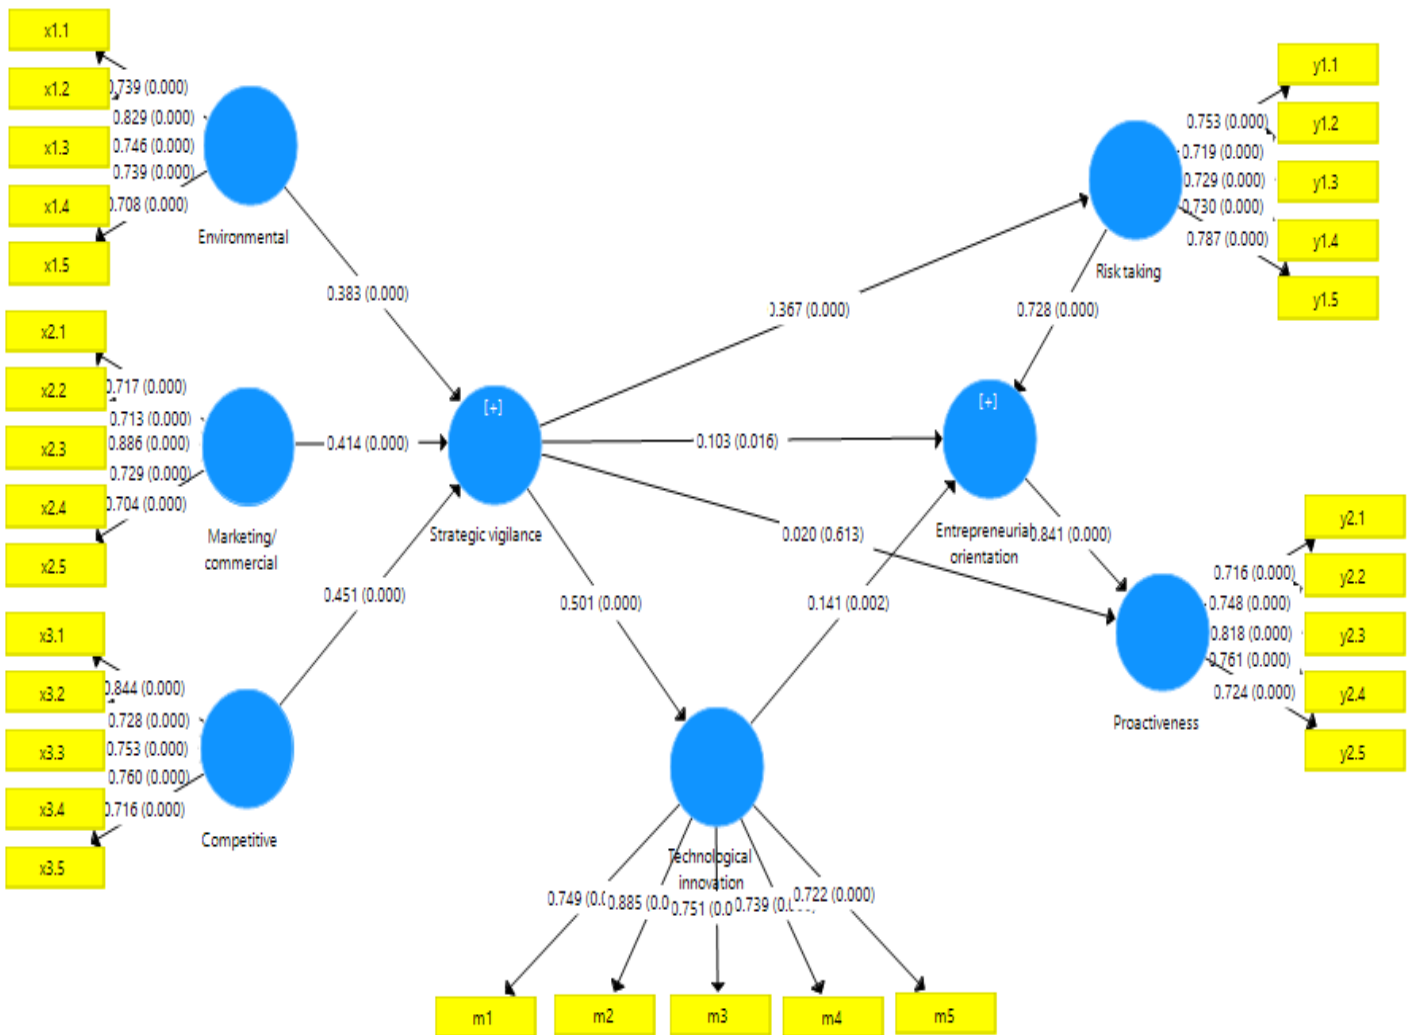 x1.1
x1.2
x1.3
x1.4
x1.5
0.739 (0.000)
0.829 (0.000)
0.746 (0.000)
0.739 (0.000)
0.708 (0.000)
Environmental
x2.1
x2.2
x2.3
x2.4
x2.5
0.717 (0.000)
0.713 (0.000)
0.886 (0.000)
0.729 (0.000)
0.704 (0.000)
Marketing/
commercial
x3.1
x3.2
x3.3
x3.4
x3.5
0.844 (0.000)
0.728 (0.000)
0.753 (0.000)
0.760 (0.000)
0.716 (0.000)
Competitive
0.383 (0.000)
0.414 (0.000)
0.451 (0.000)
[+]
Strategic vigilance
0.367 (0.000)
0.103 (0.016)
0.020 (0.613)
0.501 (0.000)
0.141 (0.002)
0.728 (0.000)
0.841 (0.000)
[+]
Entrepreneurial
orientation
Risk taking
0.753 (0.000)
0.719 (0.000)
0.729 (0.000)
0.730 (0.000)
0.787 (0.000)
y1.1
y1.2
y1.3
y1.4
y1.5
Proactiveness
0.716 (0.000)
0.748 (0.000)
0.818 (0.000)
0.761 (0.000)
0.724 (0.000)
y2.1
y2.2
y2.3
y2.4
y2.5
Technological
innovation
0.749 (0.0
0.885 (0.0
0.751 (0.0
0.739 (0.
0.722 (0.000)
m1
m2
m3
m4
m5